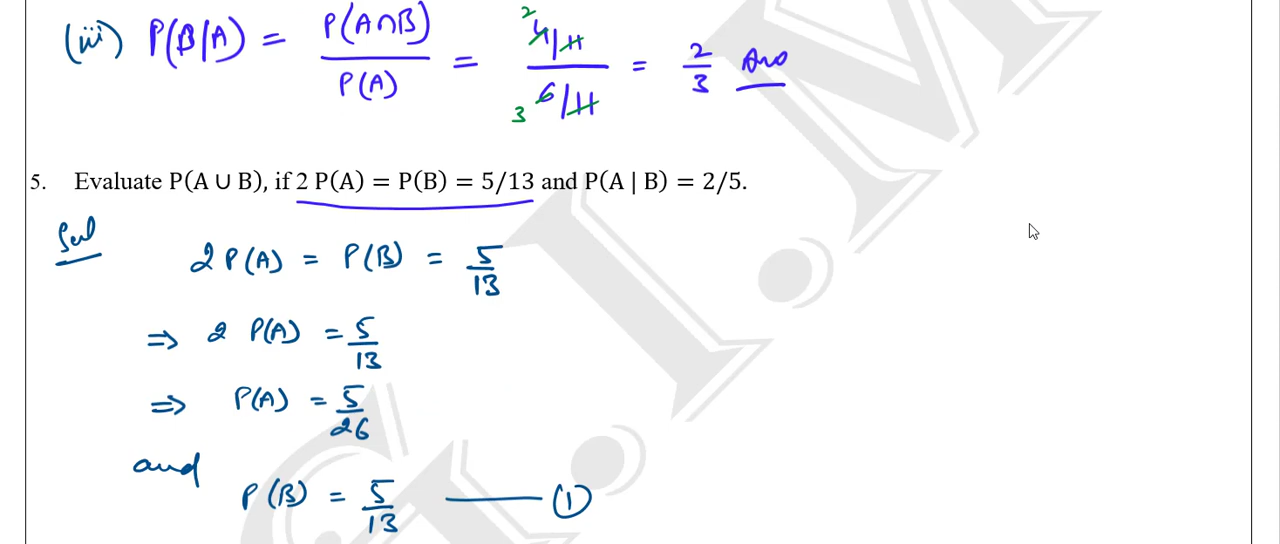 (iii) P(B|A) = P(A∩B)/P(A) = 4/11 / 6/11 = 2/3 Ans
2
3
5. Evaluate P(A ∪ B), if 2 P(A) = P(B) = 5/13 and P(A | B) = 2/5.
Sol
2 P(A) = P(B) = 5/13
⇒ 2 P(A) = 5/13
⇒ P(A) = 5/26
and
P(B) = 5/13 —— (1)